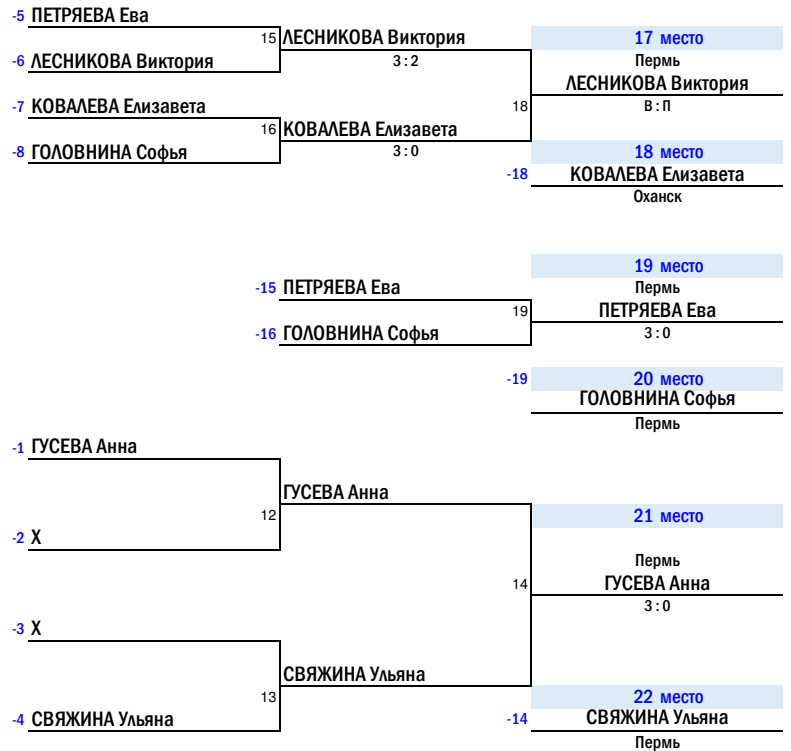 -5 ПЕТРЯЕВА Ева
15 ЛЕСНИКОВА Виктория
17 место
-6 ЛЕСНИКОВА Виктория
3 : 2
Пермь
ЛЕСНИКОВА Виктория
-7 КОВАЛЕВА Елизавета
18
В : П
16 КОВАЛЕВА Елизавета
-8 ГОЛОВНИНА Софья
3 : 0
18 место
-18 КОВАЛЕВА Елизавета
Оханск
19 место
-15 ПЕТРЯЕВА Ева
Пермь
19 ПЕТРЯЕВА Ева
-16 ГОЛОВНИНА Софья
3 : 0
-19 20 место
ГОЛОВНИНА Софья
Пермь
-1 ГУСЕВА Анна
ГУСЕВА Анна
12
21 место
-2 X
Пермь
14 ГУСЕВА Анна
3 : 0
-3 X
СВЯЖИНА Ульяна
13
22 место
-4 СВЯЖИНА Ульяна
-14 СВЯЖИНА Ульяна
Пермь